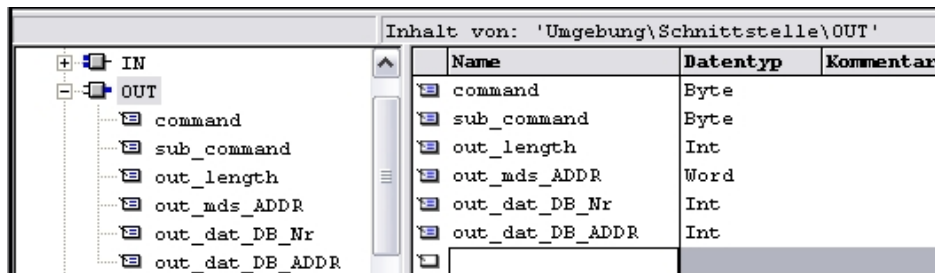 Inhalt von: 'Umgebung\Schnittstelle\OUT'
IN
OUT
command
sub_command
out_length
out_mds_ADDR
out_dat_DB_Nr
out_dat_DB_ADDR
Name Datentyp Kommentar
command Byte
sub_command Byte
out_length Int
out_mds_ADDR Word
out_dat_DB_Nr Int
out_dat_DB_ADDR Int